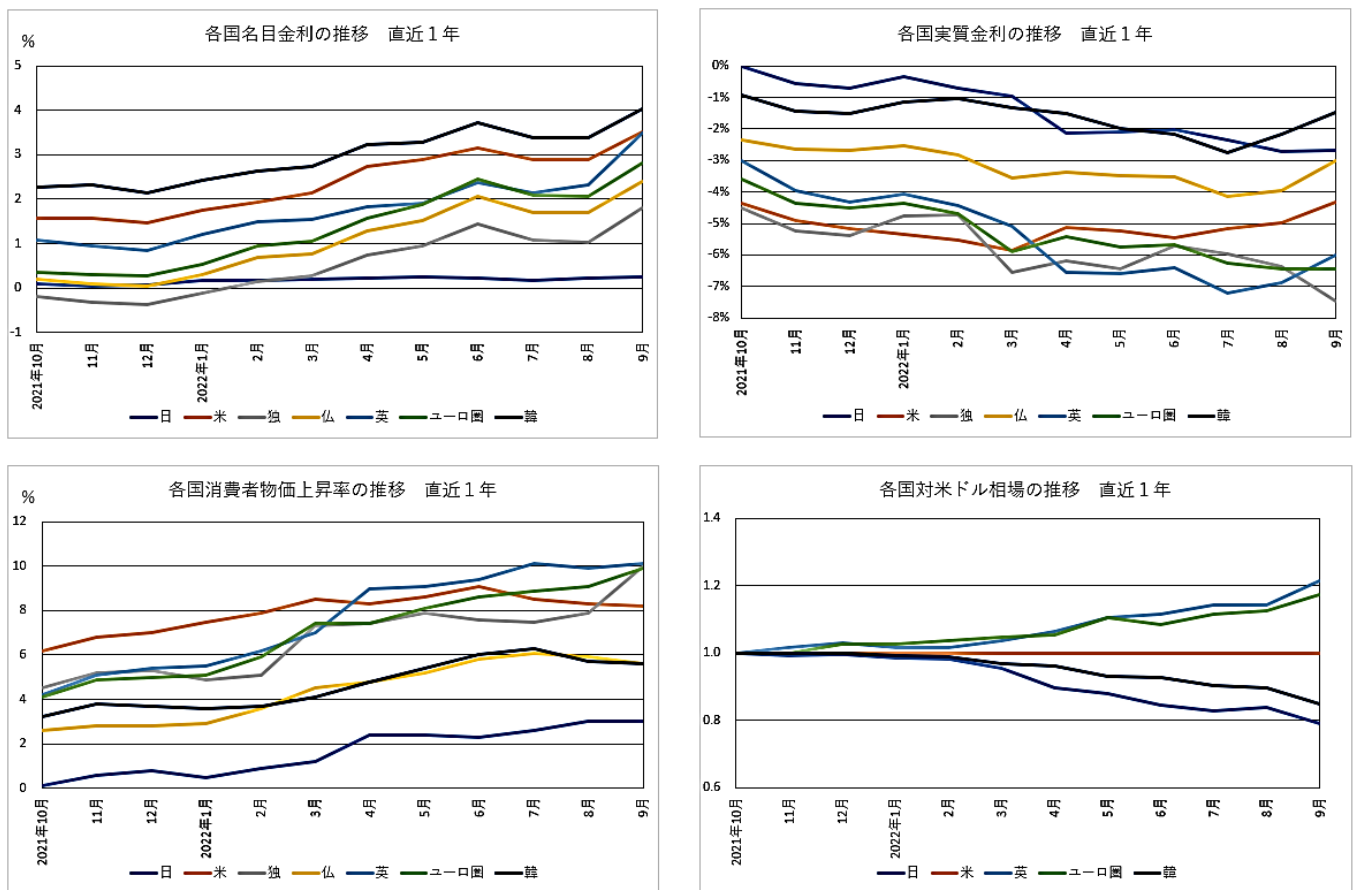 各国名目金利の推移 直近1年
%
5
4
3
2
1
0
-1
2021年10月
11月
12月
2022年1月
2月
3月
4月
5月
6月
7月
8月
9月
日 米 独 仏 英 ユーロ圏 韓
各国実質金利の推移 直近1年
0%
-1%
-2%
-3%
-4%
-5%
-6%
-7%
-8%
2021年10月
11月
12月
2022年1月
2月
3月
4月
5月
6月
7月
8月
9月
日 米 独 仏 英 ユーロ圏 韓
各国消費者物価上昇率の推移 直近1年
%
12
10
8
6
4
2
0
2021年10月
11月
12月
2022年1月
2月
3月
4月
5月
6月
7月
8月
9月
日 米 独 仏 英 ユーロ圏 韓
各国対米ドル相場の推移 直近1年
1.4
1.2
1.0
0.8
0.6
2021年10月
11月
12月
2022年1月
2月
3月
4月
5月
6月
7月
8月
9月
日 米 英 ユーロ圏 韓